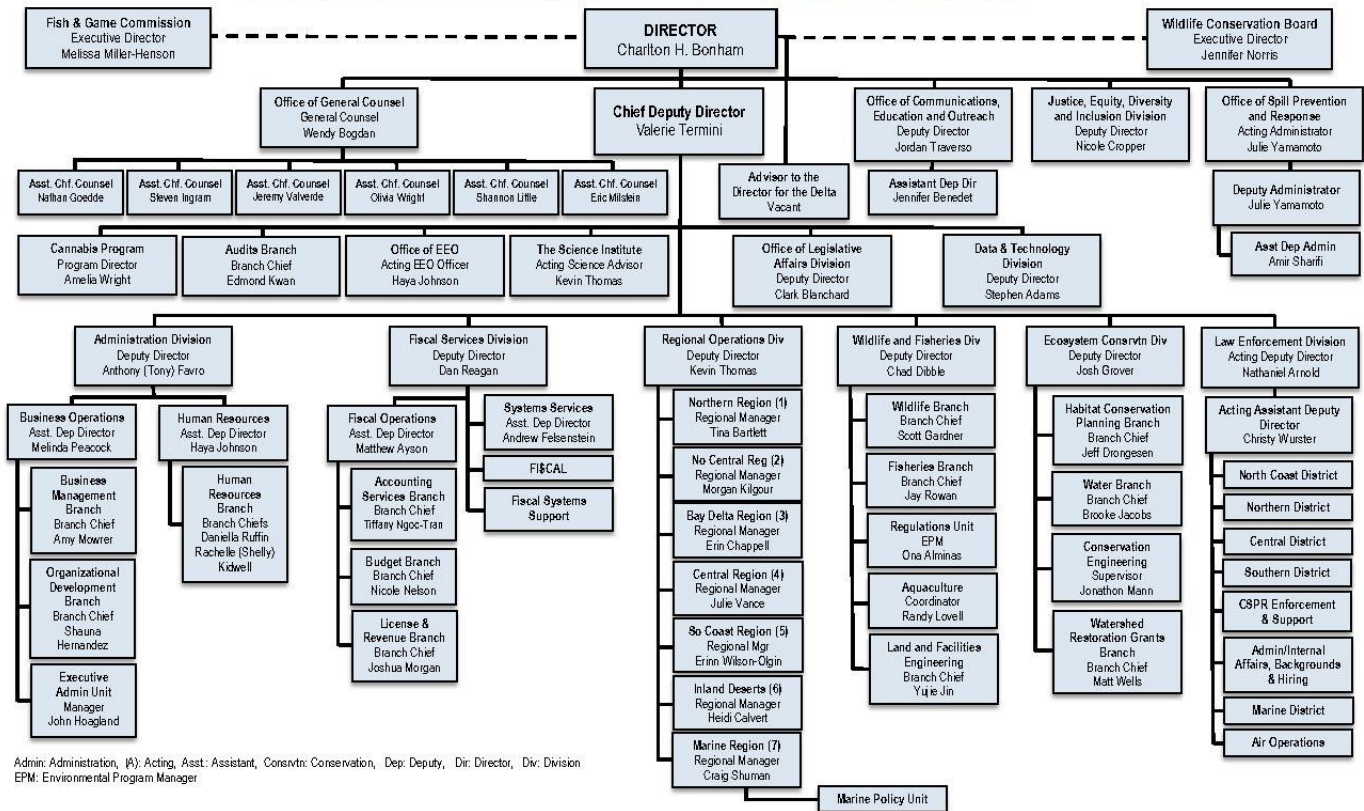 Fish & Game Commission
Executive Director
Melissa Miller-Henson
DIRECTOR
Charlton H. Bonham
Wildlife Conservation Board
Executive Director
Jennifer Norris
Office of General Counsel
General Counsel
Wendy Bogdan
Chief Deputy Director
Valerie Termini
Office of Communications,
Education and Outreach
Deputy Director
Jordan Traverso
Justice, Equity, Diversity
and Inclusion Division
Deputy Director
Nicole Cropper
Office of Spill Prevention
and Response
Acting Administrator
Julie Yamamoto
Asst. Chf. Counsel
Nathan Goedde
Asst. Chf. Counsel
Steven Ingram
Asst. Chf. Counsel
Jeremy Valverde
Asst. Chf. Counsel
Olivia Wright
Asst. Chf. Counsel
Shannon Little
Asst. Chf. Counsel
Eric Milstein
Advisor to the
Director for the Delta
Vacant
Assistant Dep Dir
Jennifer Benedet
Deputy Administrator
Julie Yamamoto
Asst Dep Admin
Amir Sharifi
Cannabis Program
Program Director
Amelia Wright
Audits Branch
Branch Chief
Edmond Kwan
Office of EEO
Acting EEO Officer
Haya Johnson
The Science Institute
Acting Science Advisor
Kevin Thomas
Office of Legislative
Affairs Division
Deputy Director
Clark Blanchard
Data & Technology
Division
Deputy Director
Stephen Adams
Administration Division
Deputy Director
Anthony (Tony) Favro
Business Operations
Asst. Dep Director
Melinda Peacock
Business
Management
Branch
Branch Chief
Amy Mowrer
Organizational
Development
Branch
Branch Chief
Shauna
Hernandez
Executive
Admin Unit
Manager
John Hoagland
Human Resources
Asst. Dep Director
Haya Johnson
Human
Resources
Branch
Branch Chiefs
Daniella Ruffin
Rachelle (Shelly)
Kidwell
Fiscal Services Division
Deputy Director
Dan Reagan
Fiscal Operations
Asst. Dep Director
Matthew Ayson
Accounting
Services Branch
Branch Chief
Tiffany Ngoc-Tran
Budget Branch
Branch Chief
Nicole Nelson
License &
Revenue Branch
Branch Chief
Joshua Morgan
Systems Services
Asst. Dep Director
Andrew Felsenstein
FI$CAL
Fiscal Systems
Support
Regional Operations Div
Deputy Director
Kevin Thomas
Northern Region (1)
Regional Manager
Tina Bartlett
No Central Reg (2)
Regional Manager
Morgan Kilgour
Bay Delta Region (3)
Regional Manager
Erin Chappell
Central Region (4)
Regional Manager
Julie Vance
So Coast Region (5)
Regional Mgr
Erinn Wilson-Olgin
Inland Deserts (6)
Regional Manager
Heidi Calvert
Marine Region (7)
Regional Manager
Craig Shuman
Marine Policy Unit
Wildlife and Fisheries Div
Deputy Director
Chad Dibble
Wildlife Branch
Branch Chief
Scott Gardner
Fisheries Branch
Branch Chief
Jay Rowan
Regulations Unit
EPM
Ona Alminas
Aquaculture
Coordinator
Randy Lovell
Land and Facilities
Engineering
Branch Chief
Yujie Jin
Ecosystem Consrvtn Div
Deputy Director
Josh Grover
Habitat Conservation
Planning Branch
Branch Chief
Jeff Drongesen
Water Branch
Branch Chief
Brooke Jacobs
Conservation
Engineering
Supervisor
Jonathon Mann
Watershed
Restoration Grants
Branch
Branch Chief
Matt Wells
Law Enforcement Division
Acting Deputy Director
Nathaniel Arnold
Acting Assistant Deputy
Director
Christy Wurster
North Coast District
Northern District
Central District
Southern District
CSPR Enforcement
& Support
Admin/Internal
Affairs, Backgrounds
& Hiring
Marine District
Air Operations
Admin: Administration, (A): Acting, Asst.: Assistant, Consrvtn: Conservation, Dep: Deputy, Dir: Director, Div: Division
EPM: Environmental Program Manager